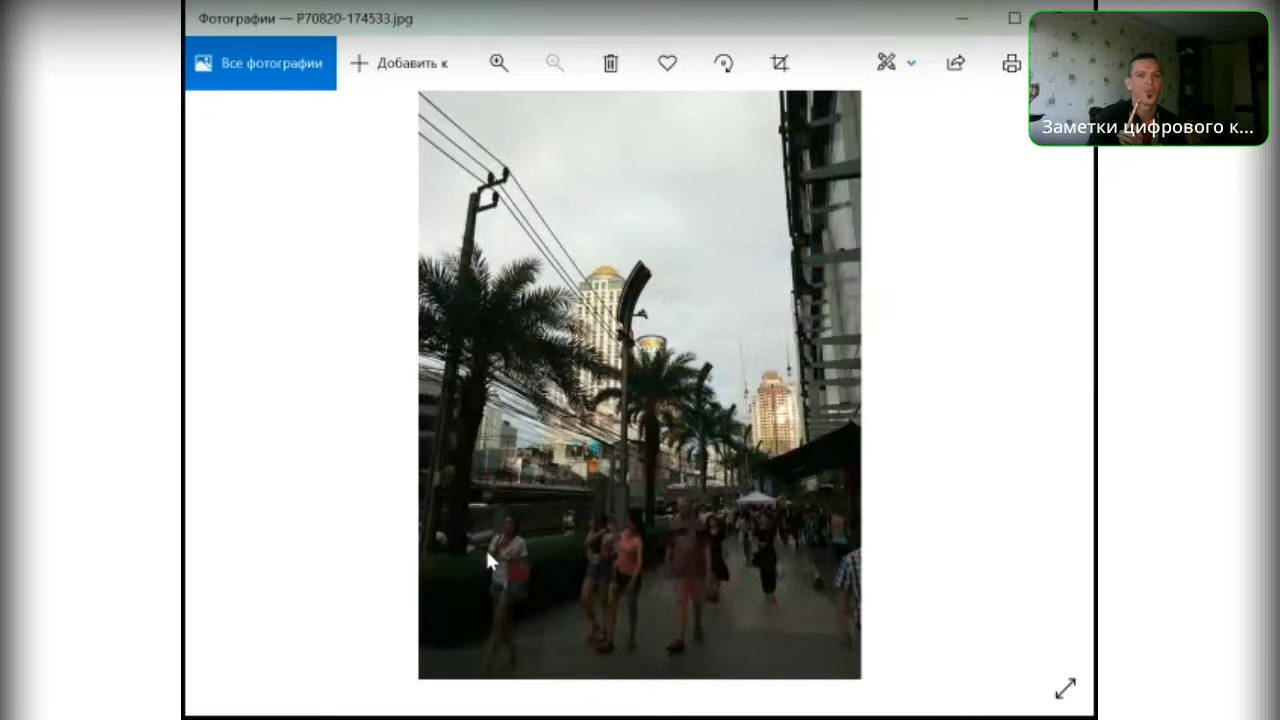 Фотографии — P70820-174533.jpg
Все фотографии
Добавить к
Заметки цифрового к...